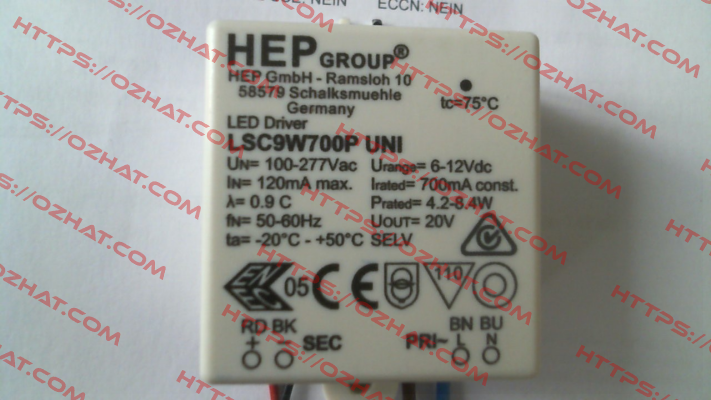 ECCN: NEIN
HEP GROUP®
HEP GmbH - Ramsloh 10
58579 Schalksmuehle
Germany
tc=75°C
LED Driver
LSC9W700P UNI
UN= 100-277Vac Urange= 6-12Vdc
IN= 120mA max. Irated= 700mA const.
λ= 0.9 C Prated= 4.2-8.4W
fN= 50-60Hz UOUT= 20V
ta= -20°C - +50°C SELV
05 CE 110
RD BK BN BU
+ - SEC PRI~ L N
HTTPS://OZHAT.COM